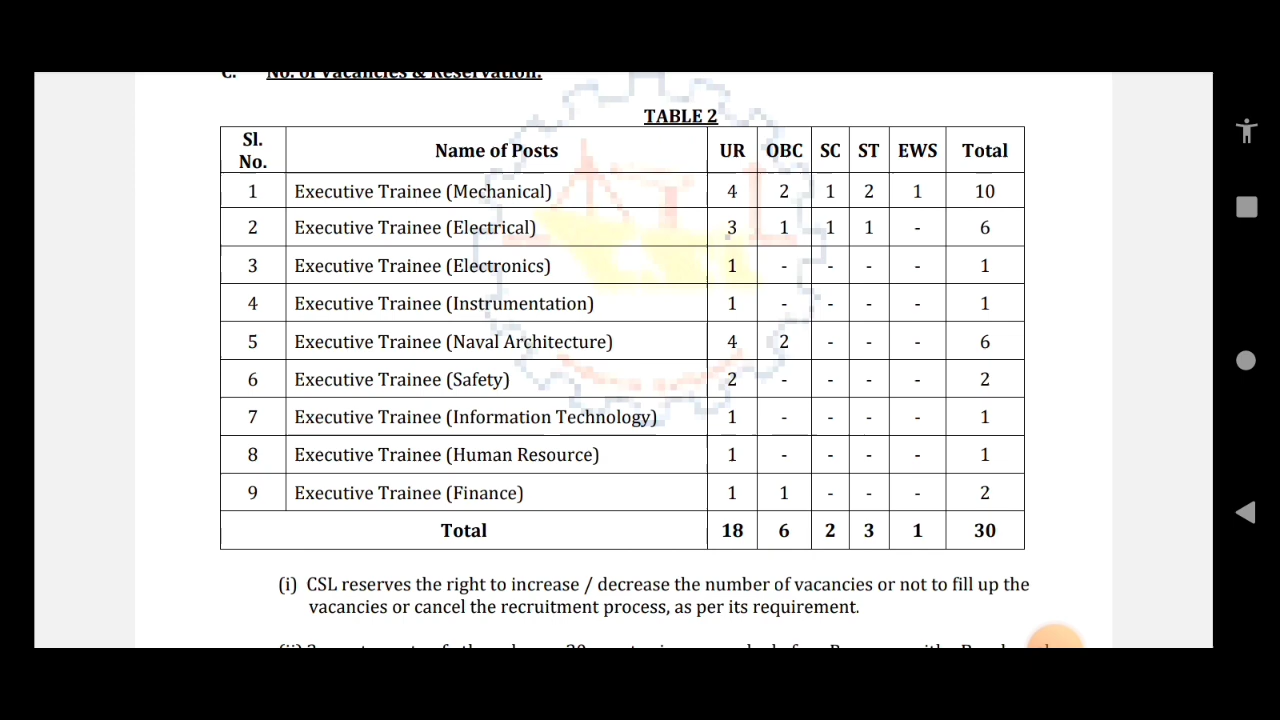 C. No. of Vacancies & Reservation:
TABLE 2
Sl. No. Name of Posts UR OBC SC ST EWS Total
1 Executive Trainee (Mechanical) 4 2 1 2 1 10
2 Executive Trainee (Electrical) 3 1 1 1 - 6
3 Executive Trainee (Electronics) 1 - - - - 1
4 Executive Trainee (Instrumentation) 1 - - - - 1
5 Executive Trainee (Naval Architecture) 4 2 - - - 6
6 Executive Trainee (Safety) 2 - - - - 2
7 Executive Trainee (Information Technology) 1 - - - - 1
8 Executive Trainee (Human Resource) 1 - - - - 1
9 Executive Trainee (Finance) 1 1 - - - 2
Total 18 6 2 3 1 30
(i) CSL reserves the right to increase / decrease the number of vacancies or not to fill up the
vacancies or cancel the recruitment process, as per its requirement.